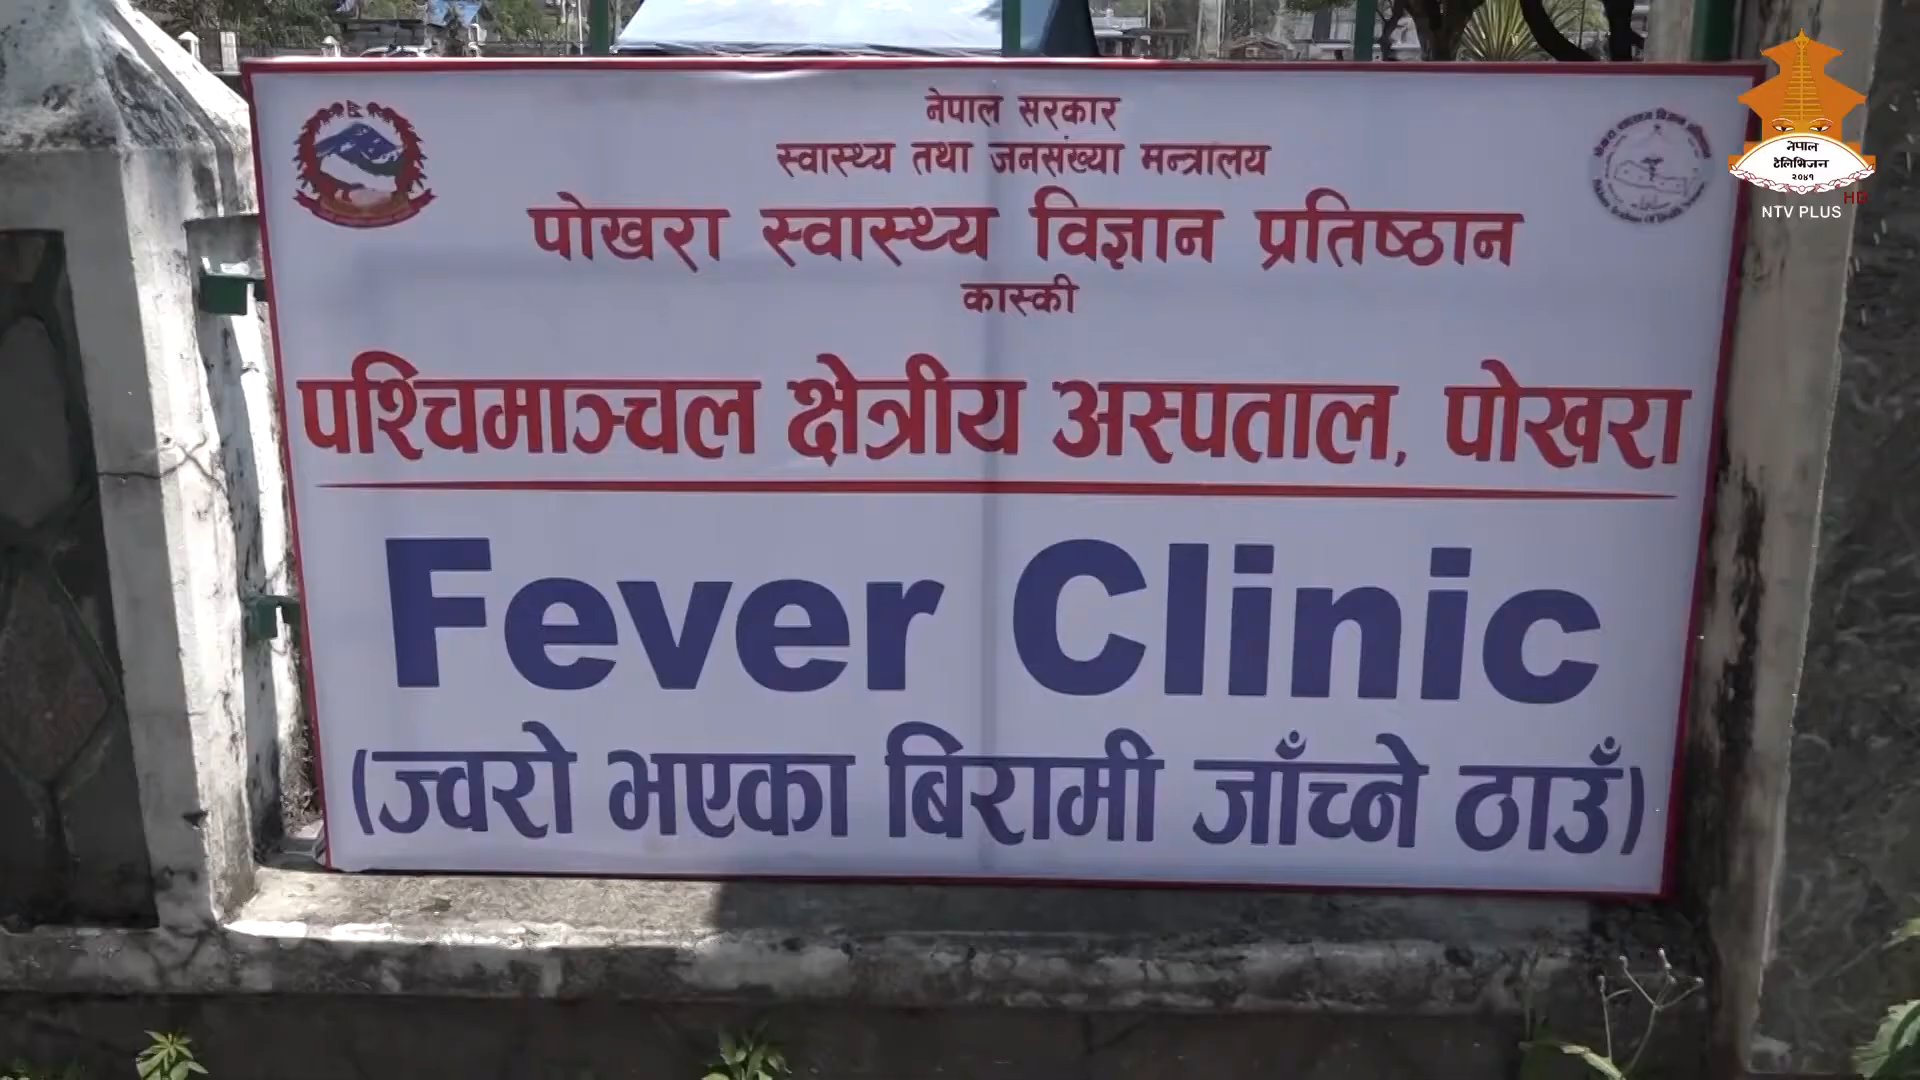 नेपाल सरकार
स्वास्थ्य तथा जनसंख्या मन्त्रालय
पोखरा स्वास्थ्य विज्ञान प्रतिष्ठान
कास्की
पश्चिमाञ्चल क्षेत्रीय अस्पताल, पोखरा
Fever Clinic
(ज्वरो भएका बिरामी जाँच्ने ठाउँ)
नेपाल
टेलिभिजन
२०४१
HD
NTV PLUS